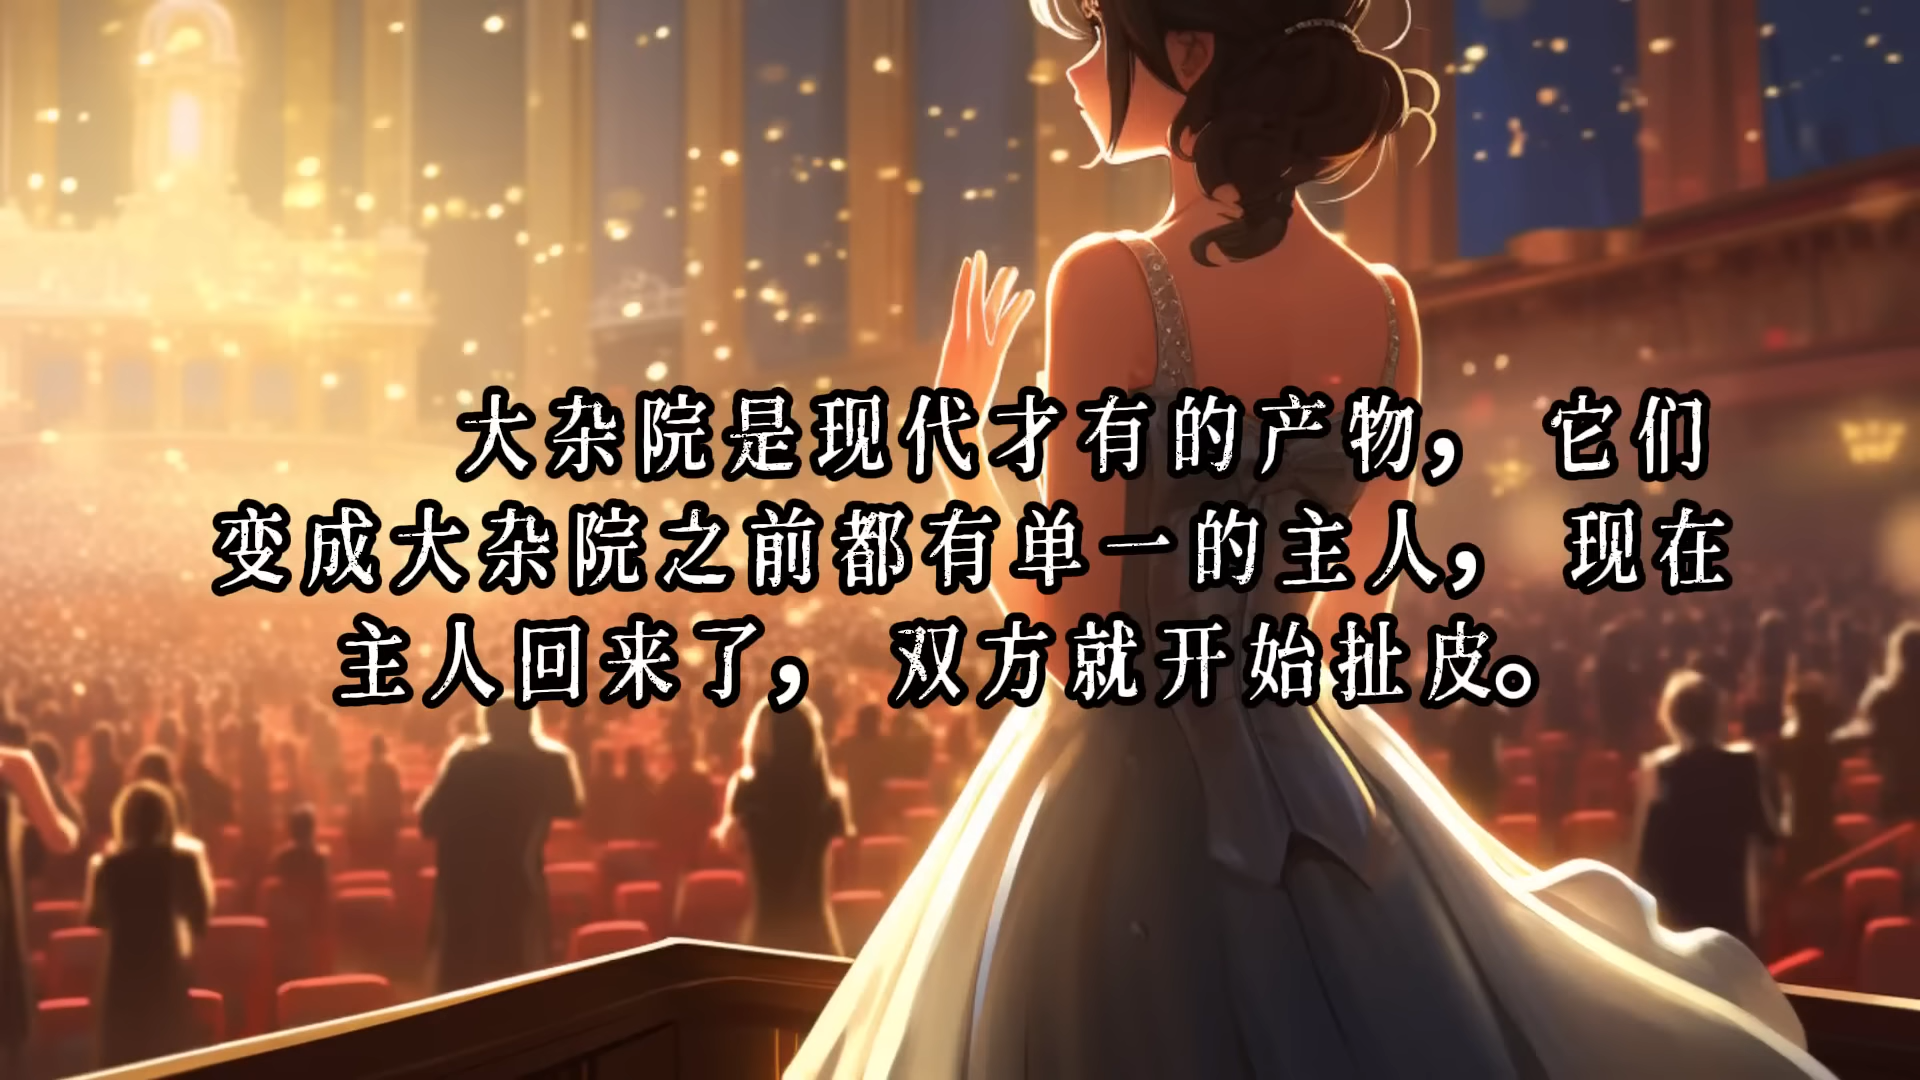 大杂院是现代才有的产物，它们
变成大杂院之前都有单一的主人，现在
主人回来了，双方就开始扯皮。